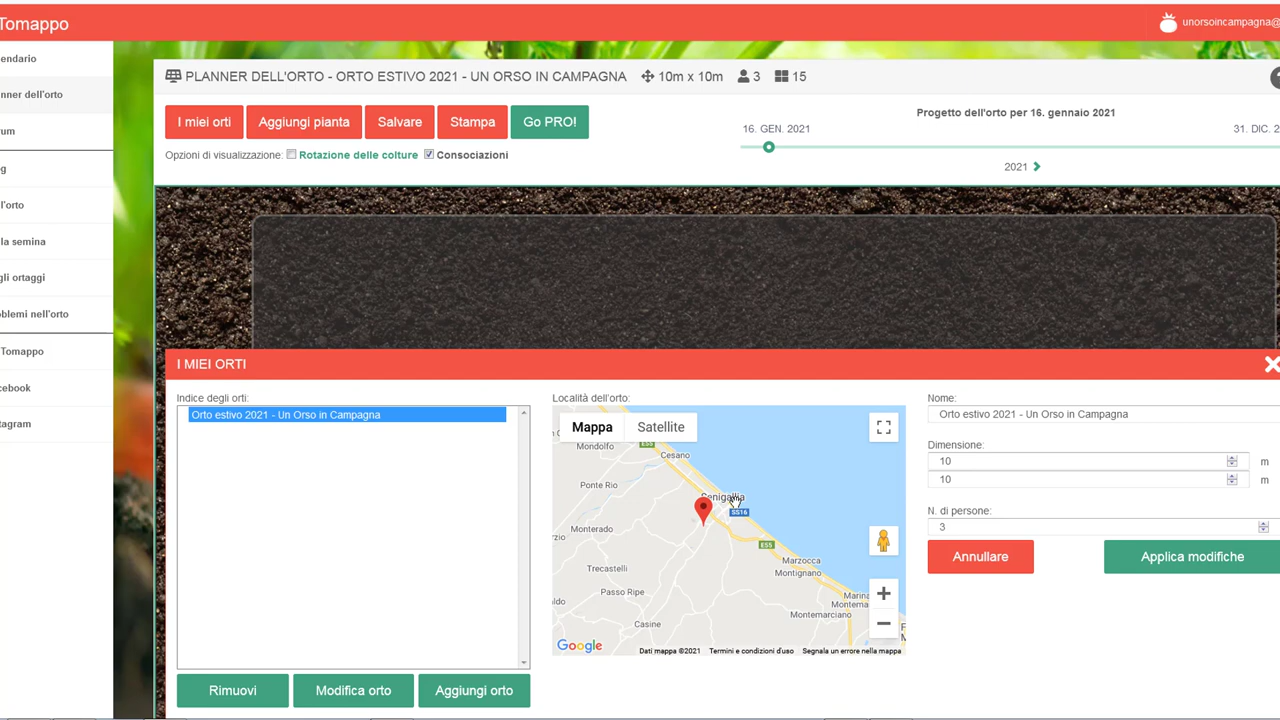 Tomappo
unorsoincampagna@
endario
nner dell'orto
rum
g
l'orto
la semina
gli ortaggi
oblemi nell'orto
Tomappo
cebook
tagram
PLANNER DELL'ORTO - ORTO ESTIVO 2021 - UN ORSO IN CAMPAGNA 10m x 10m 3 15
I miei orti Aggiungi pianta Salvare Stampa Go PRO!
Opzioni di visualizzazione: Rotazione delle colture Consociazioni
Progetto dell'orto per 16. gennaio 2021
16. GEN. 2021 31. DIC. 2
2021
I MIEI ORTI
Indice degli orti:
Orto estivo 2021 - Un Orso in Campagna
Rimuovi Modifica orto Aggiungi orto
Località dell'orto:
Mappa Satellite
Mondolfo
E55
Cesano
Ponte Rio
Senigallia
SS16
Monterado
rzio
E55
Trecastelli
Marzocca
Montignano
Passo Ripe
aldo
Marina
Montema
Montemarciano
Casine
F
M
Google
Dati mappa ©2021 Termini e condizioni d'uso Segnala un errore nella mappa
Nome:
Orto estivo 2021 - Un Orso in Campagna
Dimensione:
10 m
10 m
N. di persone:
3
Annullare Applica modifiche